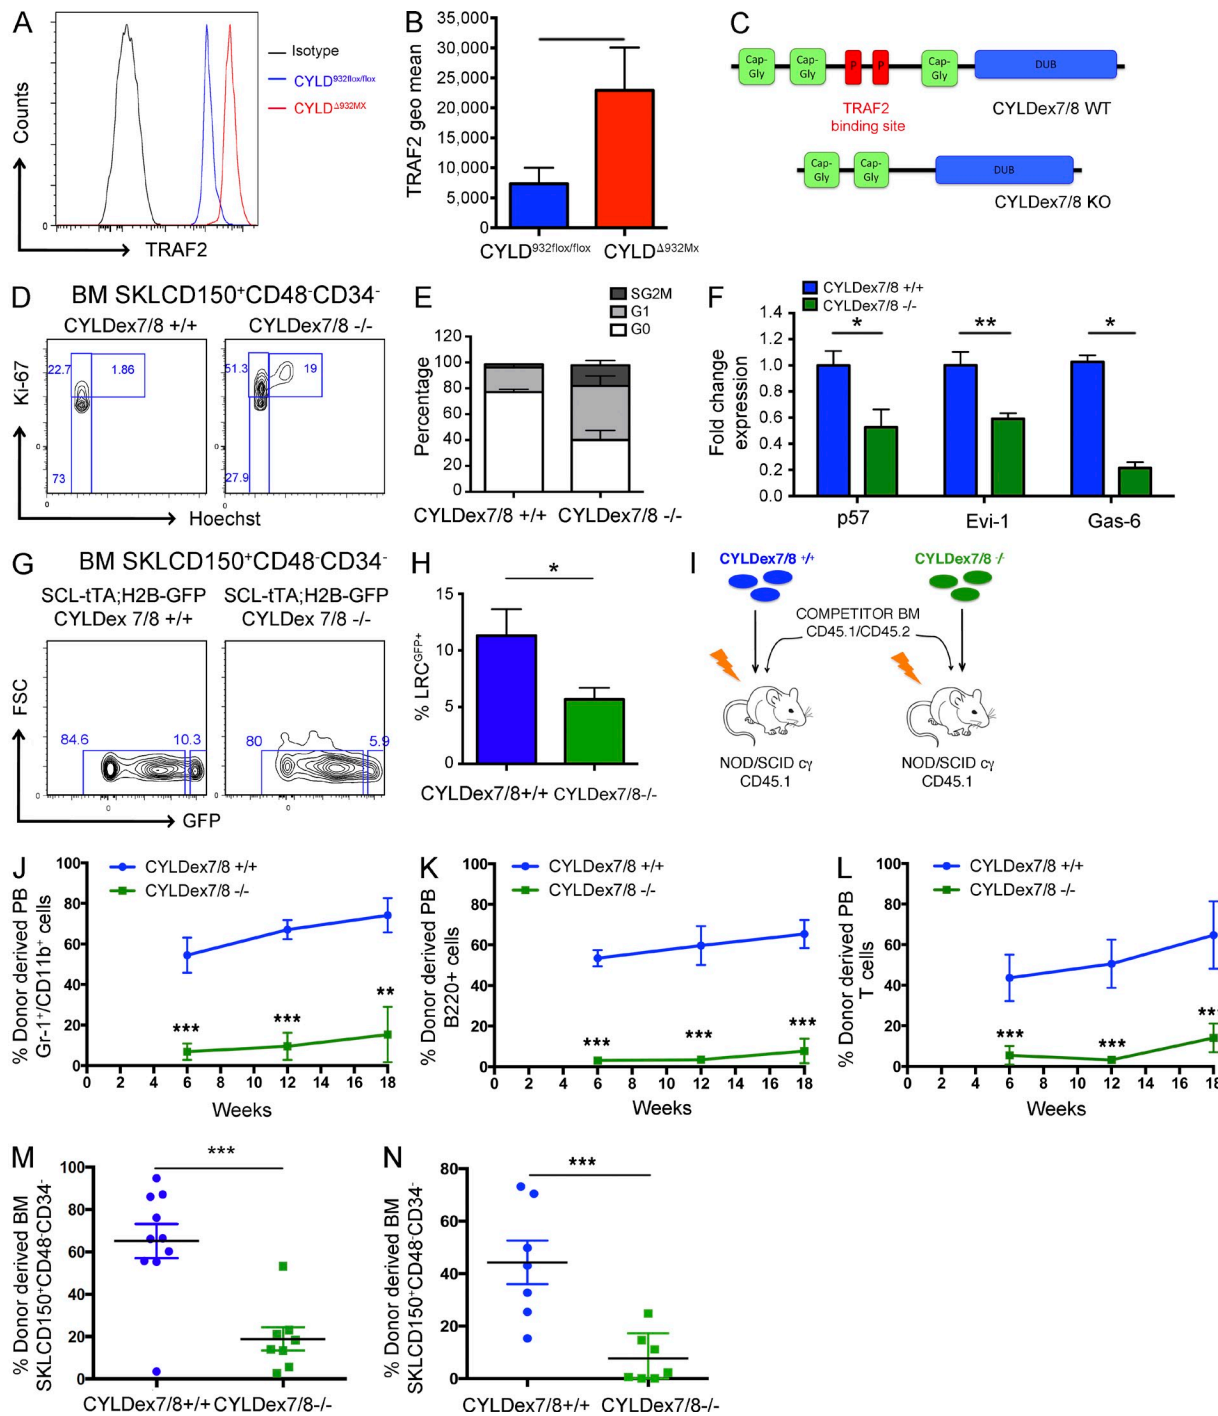 A
Counts
TRAF2
0
Isotype
CYLD932flox/flox
CYLDΔ932MX
B
TRAF2 geo mean
35,000
30,000
25,000
20,000
15,000
10,000
5,000
0
CYLD932flox/flox
CYLDΔ932Mx
C
Cap-Gly
Cap-Gly
P
P
Cap-Gly
DUB
TRAF2
binding site
CYLDex7/8 WT
Cap-Gly
Cap-Gly
DUB
CYLDex7/8 KO
D
BM SKLCD150+CD48-CD34-
CYLDex7/8 +/+
CYLDex7/8 -/-
Ki-67
22.7
1.86
73
0
0
51.3
19
27.9
0
0
Hoechst
E
SG2M
G1
G0
Percentage
120
100
80
60
40
20
0
CYLDex7/8 +/+
CYLDex7/8 -/-
F
CYLDex7/8 +/+
CYLDex7/8 -/-
Fold change
expression
1.4
1.2
1.0
0.8
0.6
0.4
0.2
0.0
*
**
*
p57
Evi-1
Gas-6
G
BM SKLCD150+CD48-CD34-
SCL-tTA;H2B-GFP
CYLDex 7/8 +/+
SCL-tTA;H2B-GFP
CYLDex 7/8 -/-
FSC
84.6
10.3
0
0
80
5.9
0
0
GFP
H
% LRCGFP+
15
10
5
0
*
CYLDex7/8+/+
CYLDex7/8-/-
I
CYLDex7/8 +/+
CYLDex7/8 -/-
COMPETITOR BM
CD45.1/CD45.2
NOD/SCID cγ
CD45.1
NOD/SCID cγ
CD45.1
J
CYLDex7/8 +/+
CYLDex7/8 -/-
% Donor derived PB
Gr-1+/CD11b+ cells
100
80
60
40
20
0
***
***
**
0 2 4 6 8 10 12 14 16 18
Weeks
K
CYLDex7/8 +/+
CYLDex7/8 -/-
% Donor derived PB
B220+ cells
100
80
60
40
20
0
***
***
***
0 2 4 6 8 10 12 14 16 18
Weeks
L
CYLDex7/8 +/+
CYLDex7/8 -/-
% Donor derived PB
T cells
100
80
60
40
20
0
***
***
***
0 2 4 6 8 10 12 14 16 18
Weeks
M
% Donor derived BM
SKLCD150+CD48-CD34-
100
80
60
40
20
0
***
CYLDex7/8+/+
CYLDex7/8-/-
N
% Donor derived BM
SKLCD150+CD48-CD34-
80
60
40
20
0
***
CYLDex7/8+/+
CYLDex7/8-/-